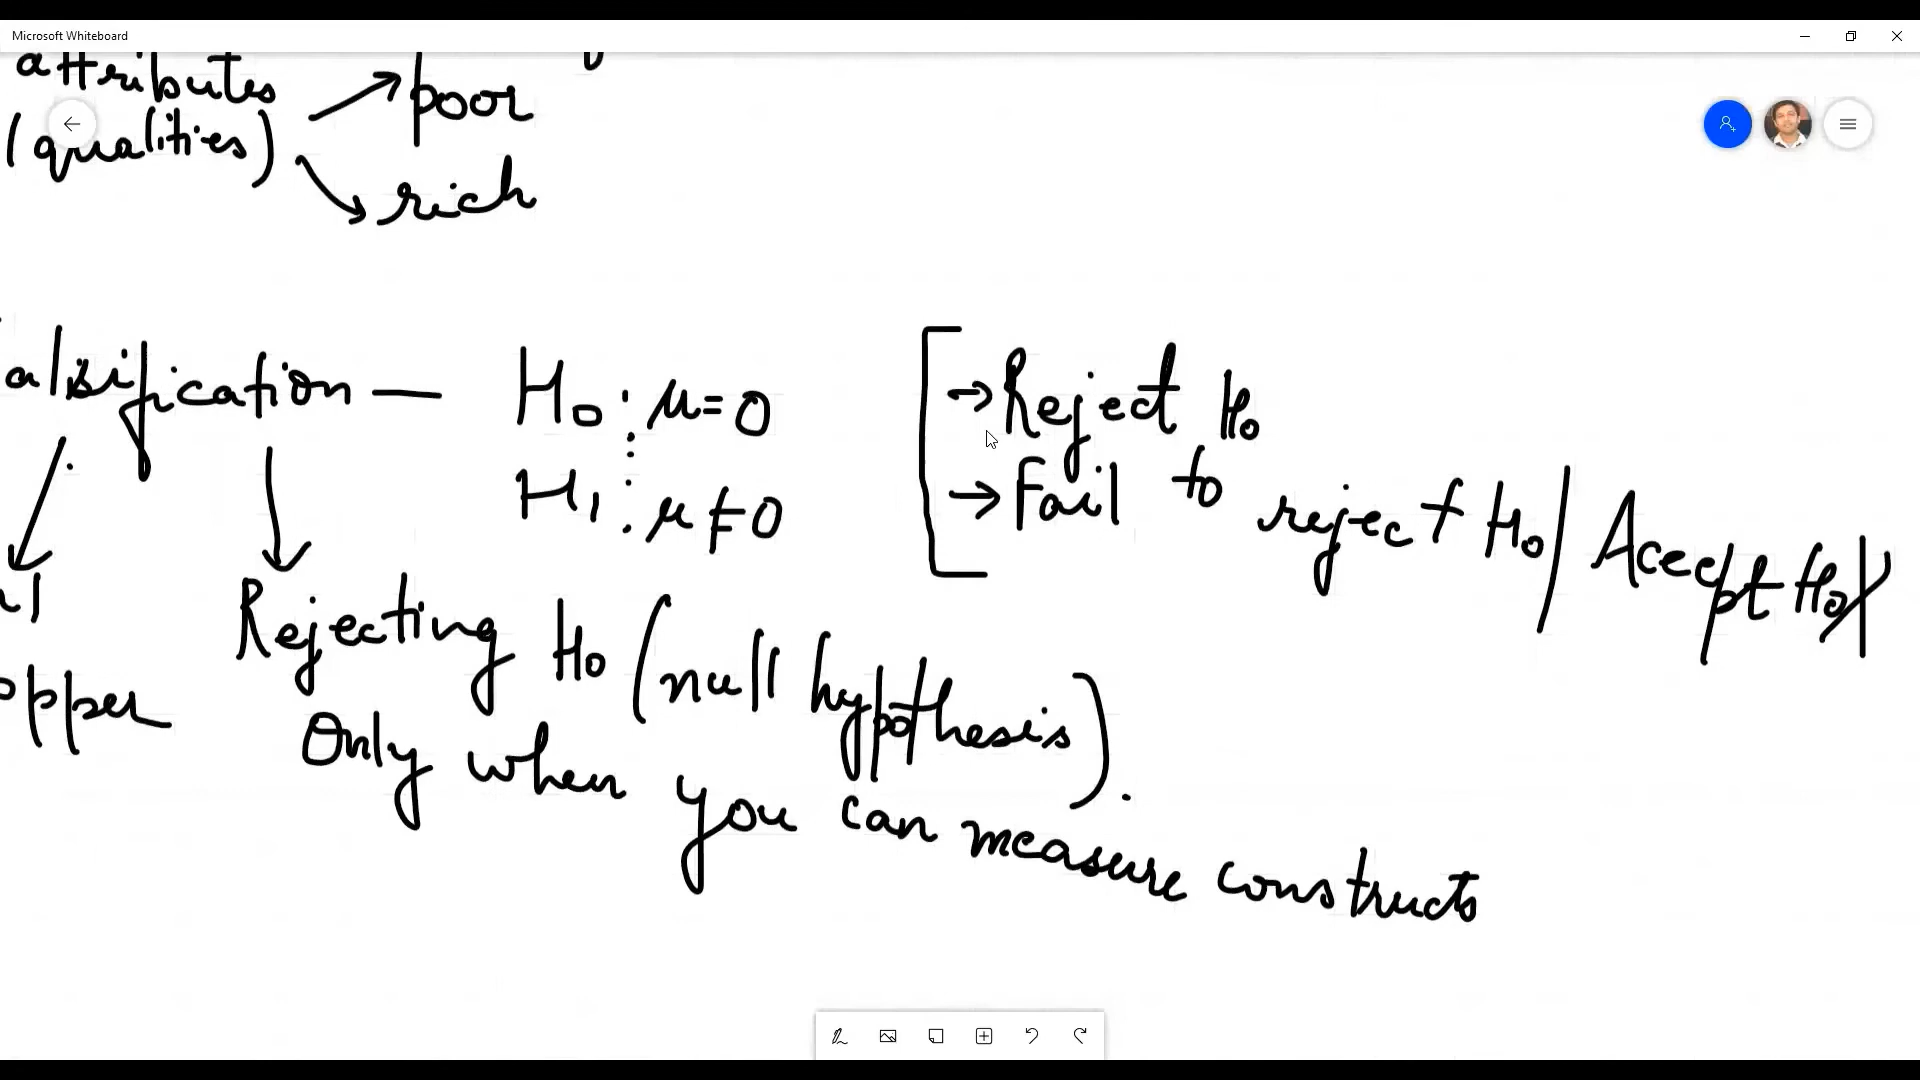 Microsoft Whiteboard
attributes
(qualities)
poor
rich
alsification — H₀ : μ = 0
H₁ : μ ≠ 0
→ Reject H₀
→ Fail to reject H₀ / Accept H₀
Rejecting H₀ (null hypothesis).
opper
Only when you can measure constructs